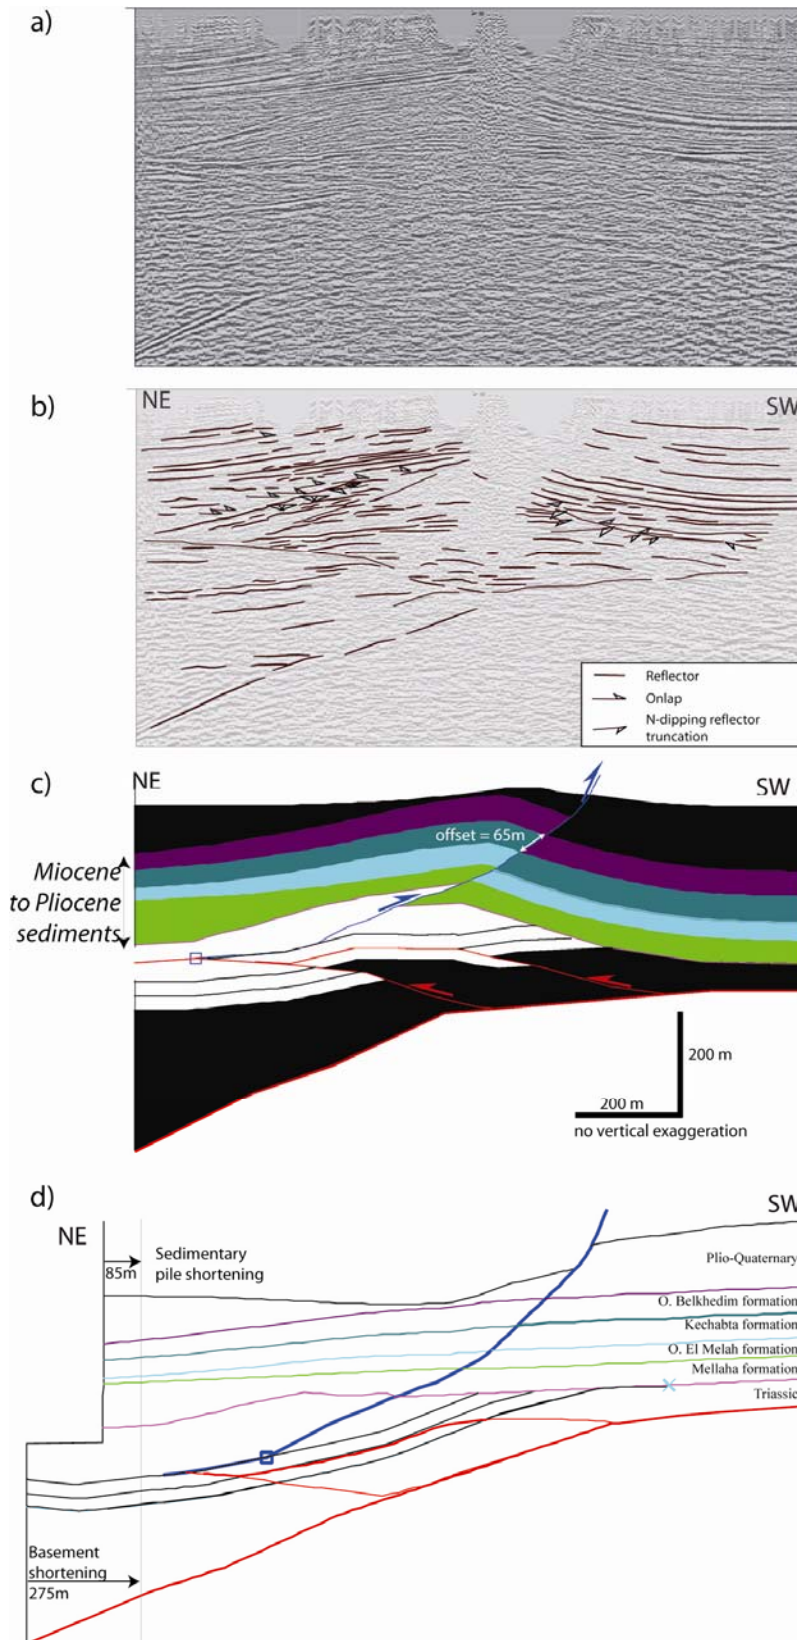 a)
b)
NE
SW
Reflector
Onlap
N-dipping reflector
truncation
c)
NE
SW
offset = 65m
Miocene
to Pliocene
sediments
200 m
200 m
no vertical exaggeration
d)
NE
SW
85m
Sedimentary
pile shortening
Plio-Quaternary
O. Belkhedim formation
Kechabta formation
O. El Melah formation
Mellaha formation
Triassic
Basement
shortening
275m